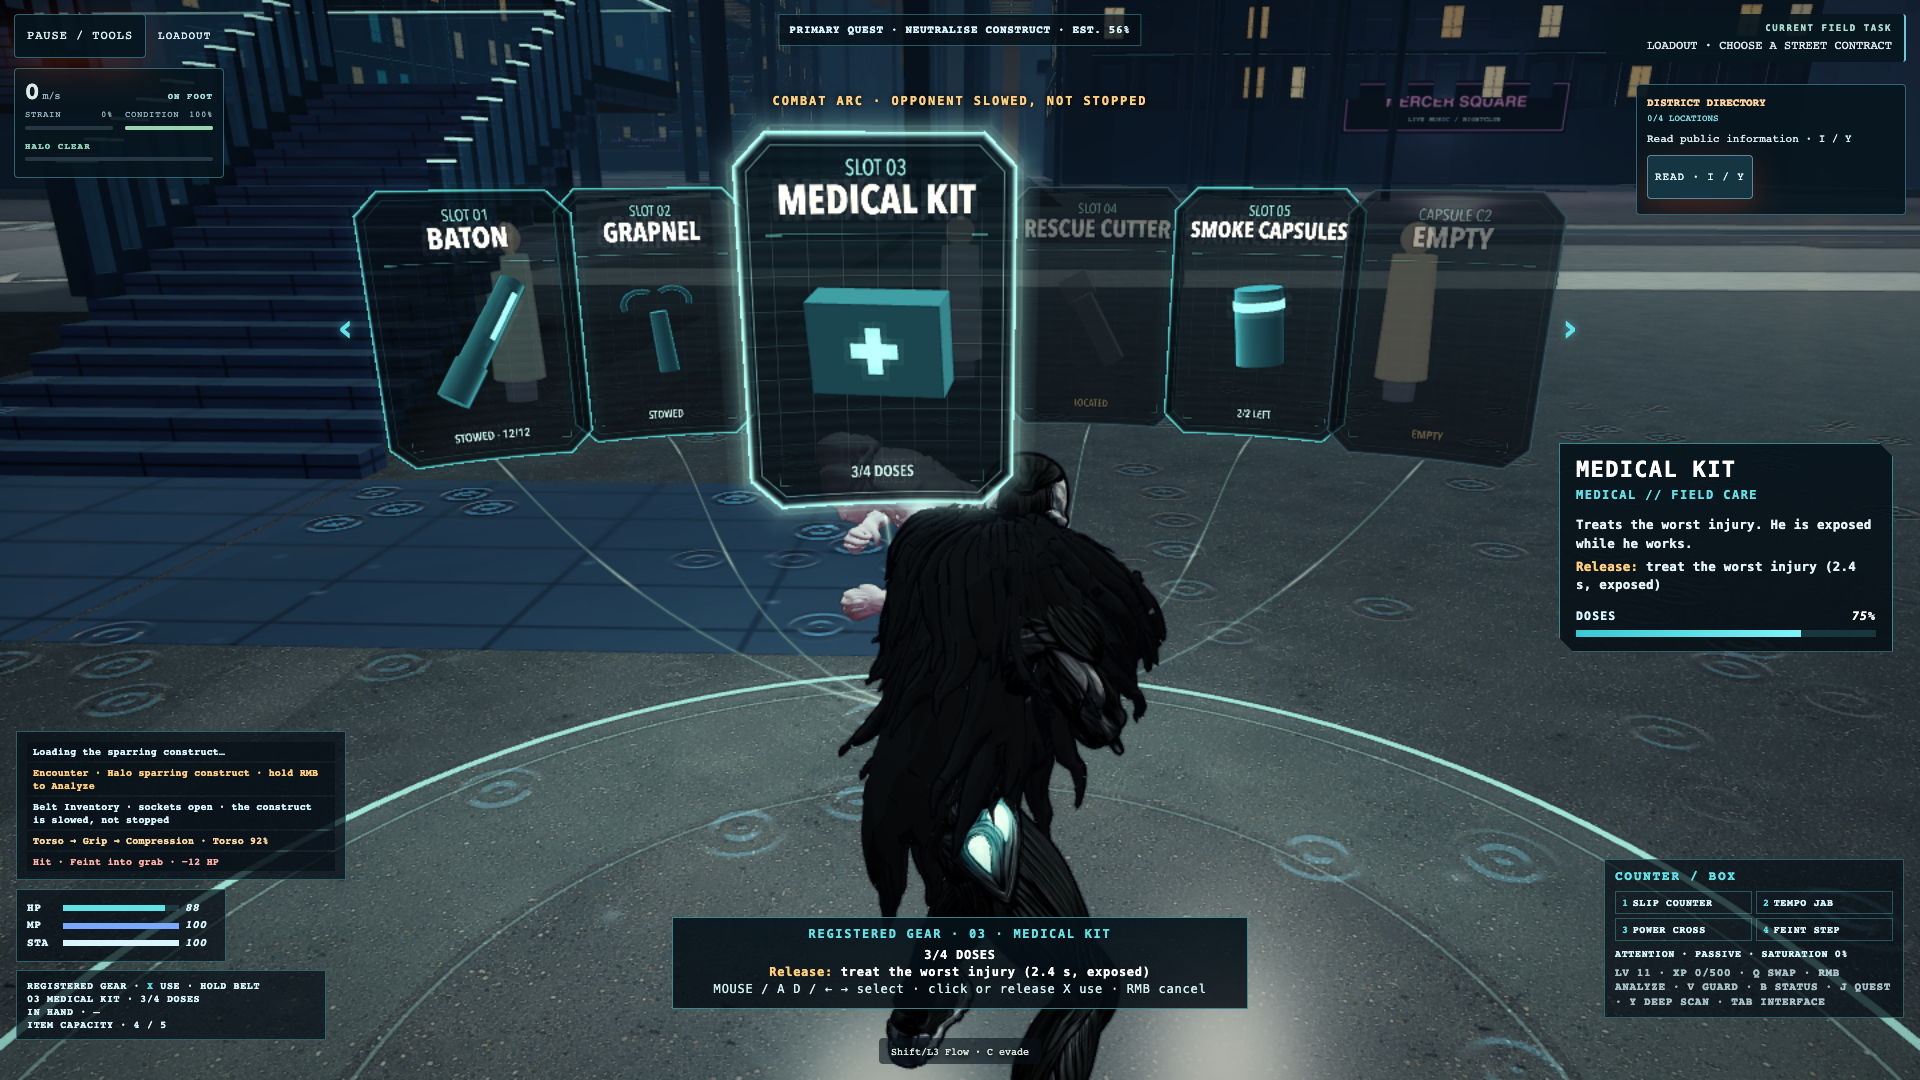 PAUSE / TOOLS
LOADOUT
0 m/s
ON FOOT
STRAIN 0%
CONDITION 100%
HALO CLEAR
PRIMARY QUEST · NEUTRALISE CONSTRUCT · EST. 56%
COMBAT ARC · OPPONENT SLOWED, NOT STOPPED
CURRENT FIELD TASK
LOADOUT · CHOOSE A STREET CONTRACT
DISTRICT DIRECTORY
0/4 LOCATIONS
Read public information · I / Y
READ · I / Y
MERCER SQUARE
LIVE MUSIC / NIGHTCLUB
SLOT 01
BATON
STOWED · 12/12
SLOT 02
GRAPNEL
STOWED
SLOT 03
MEDICAL KIT
3/4 DOSES
SLOT 04
RESCUE CUTTER
LOCATED
SLOT 05
SMOKE CAPSULES
2/2 LEFT
CAPSULE C2
EMPTY
EMPTY
‹
›
MEDICAL KIT
MEDICAL // FIELD CARE
Treats the worst injury. He is exposed
while he works.
Release: treat the worst injury (2.4
s, exposed)
DOSES 75%
Loading the sparring construct…
Encounter · Halo sparring construct · hold RMB
to Analyze
Belt Inventory · sockets open · the construct
is slowed, not stopped
Torso → Grip → Compression · Torso 92%
Hit · Feint into grab · −12 HP
HP 88
MP 100
STA 100
REGISTERED GEAR · X USE · HOLD BELT
03 MEDICAL KIT · 3/4 DOSES
IN HAND · —
ITEM CAPACITY · 4 / 5
REGISTERED GEAR · 03 · MEDICAL KIT
3/4 DOSES
Release: treat the worst injury (2.4 s, exposed)
MOUSE / A D / ← → select · click or release X use · RMB cancel
Shift/L3 Flow · C evade
COUNTER / BOX
1 SLIP COUNTER
2 TEMPO JAB
3 POWER CROSS
4 FEINT STEP
ATTENTION · PASSIVE · SATURATION 0%
LV 11 · XP 0/500 · Q SWAP · RMB
ANALYZE · V GUARD · B STATUS · J QUEST
· Y DEEP SCAN · TAB INTERFACE